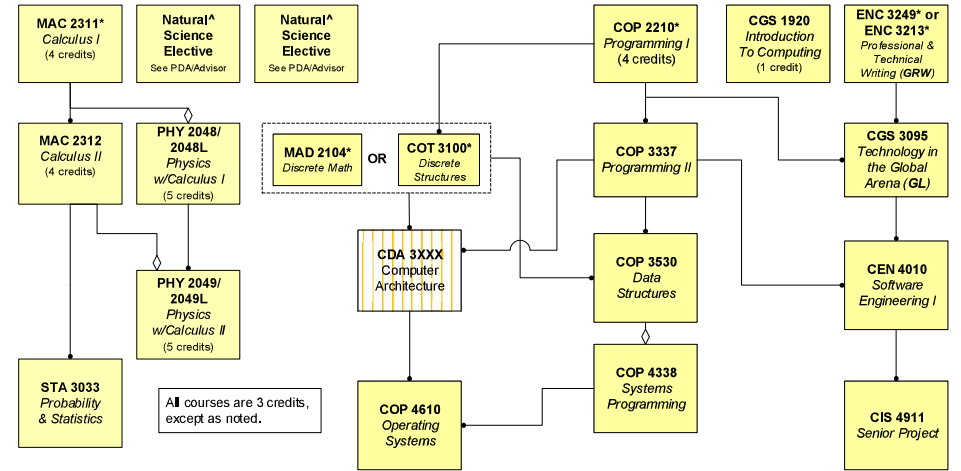 MAC 2311*
Calculus I
(4 credits)
Natural^
Science
Elective
See PDA/Advisor
Natural^
Science
Elective
See PDA/Advisor
COP 2210*
Programming I
(4 credits)
CGS 1920
Introduction
To Computing
(1 credit)
ENC 3249* or
ENC 3213*
Professional &
Technical
Writing (GRW)
MAC 2312
Calculus II
(4 credits)
PHY 2048/
2048L
Physics
w/Calculus I
(5 credits)
MAD 2104*
Discrete Math
OR
COT 3100*
Discrete
Structures
COP 3337
Programming II
CGS 3095
Technology in
the Global
Arena (GL)
CDA 3XXX
Computer
Architecture
COP 3530
Data
Structures
CEN 4010
Software
Engineering I
PHY 2049/
2049L
Physics
w/Calculus II
(5 credits)
STA 3033
Probability
& Statistics
All courses are 3 credits,
except as noted.
COP 4610
Operating
Systems
COP 4338
Systems
Programming
CIS 4911
Senior Project